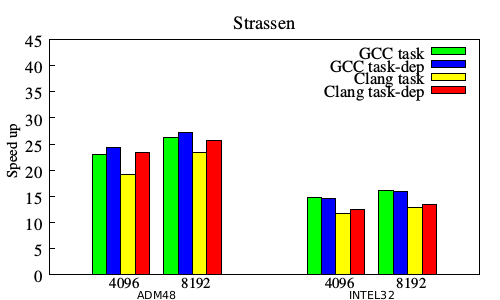 Strassen
45
40
35
30
25
20
15
10
5
0
Speed up
GCC task
GCC task-dep
Clang task
Clang task-dep
4096 8192 4096 8192
ADM48 INTEL32